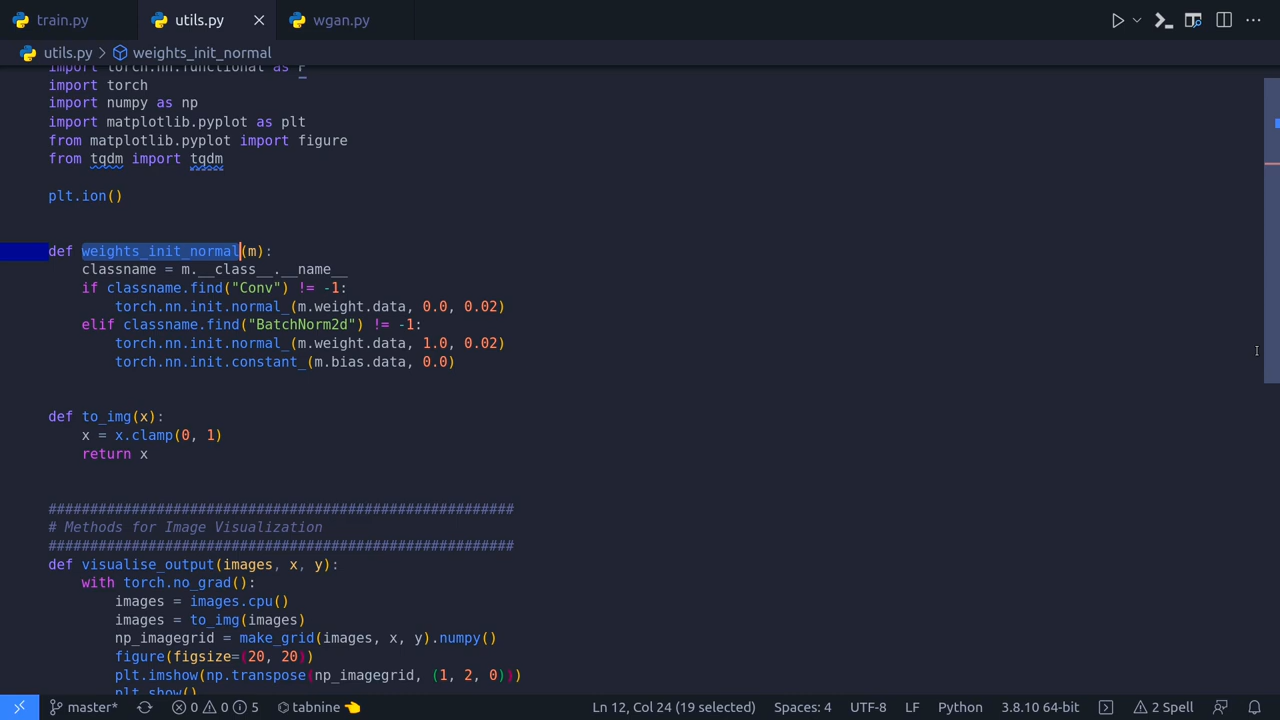 train.py utils.py wgan.py
utils.py > weights_init_normal
import torch.nn.functional as F
import torch
import numpy as np
import matplotlib.pyplot as plt
from matplotlib.pyplot import figure
from tqdm import tqdm
plt.ion()
def weights_init_normal(m):
classname = m.__class__.__name__
if classname.find("Conv") != -1:
torch.nn.init.normal_(m.weight.data, 0.0, 0.02)
elif classname.find("BatchNorm2d") != -1:
torch.nn.init.normal_(m.weight.data, 1.0, 0.02)
torch.nn.init.constant_(m.bias.data, 0.0)
def to_img(x):
x = x.clamp(0, 1)
return x
########################################################
# Methods for Image Visualization
########################################################
def visualise_output(images, x, y):
with torch.no_grad():
images = images.cpu()
images = to_img(images)
np_imagegrid = make_grid(images, x, y).numpy()
figure(figsize=(20, 20))
plt.imshow(np.transpose(np_imagegrid, (1, 2, 0)))
plt.show()
master* 0 0 5 tabnine Ln 12, Col 24 (19 selected) Spaces: 4 UTF-8 LF Python 3.8.10 64-bit 2 Spell